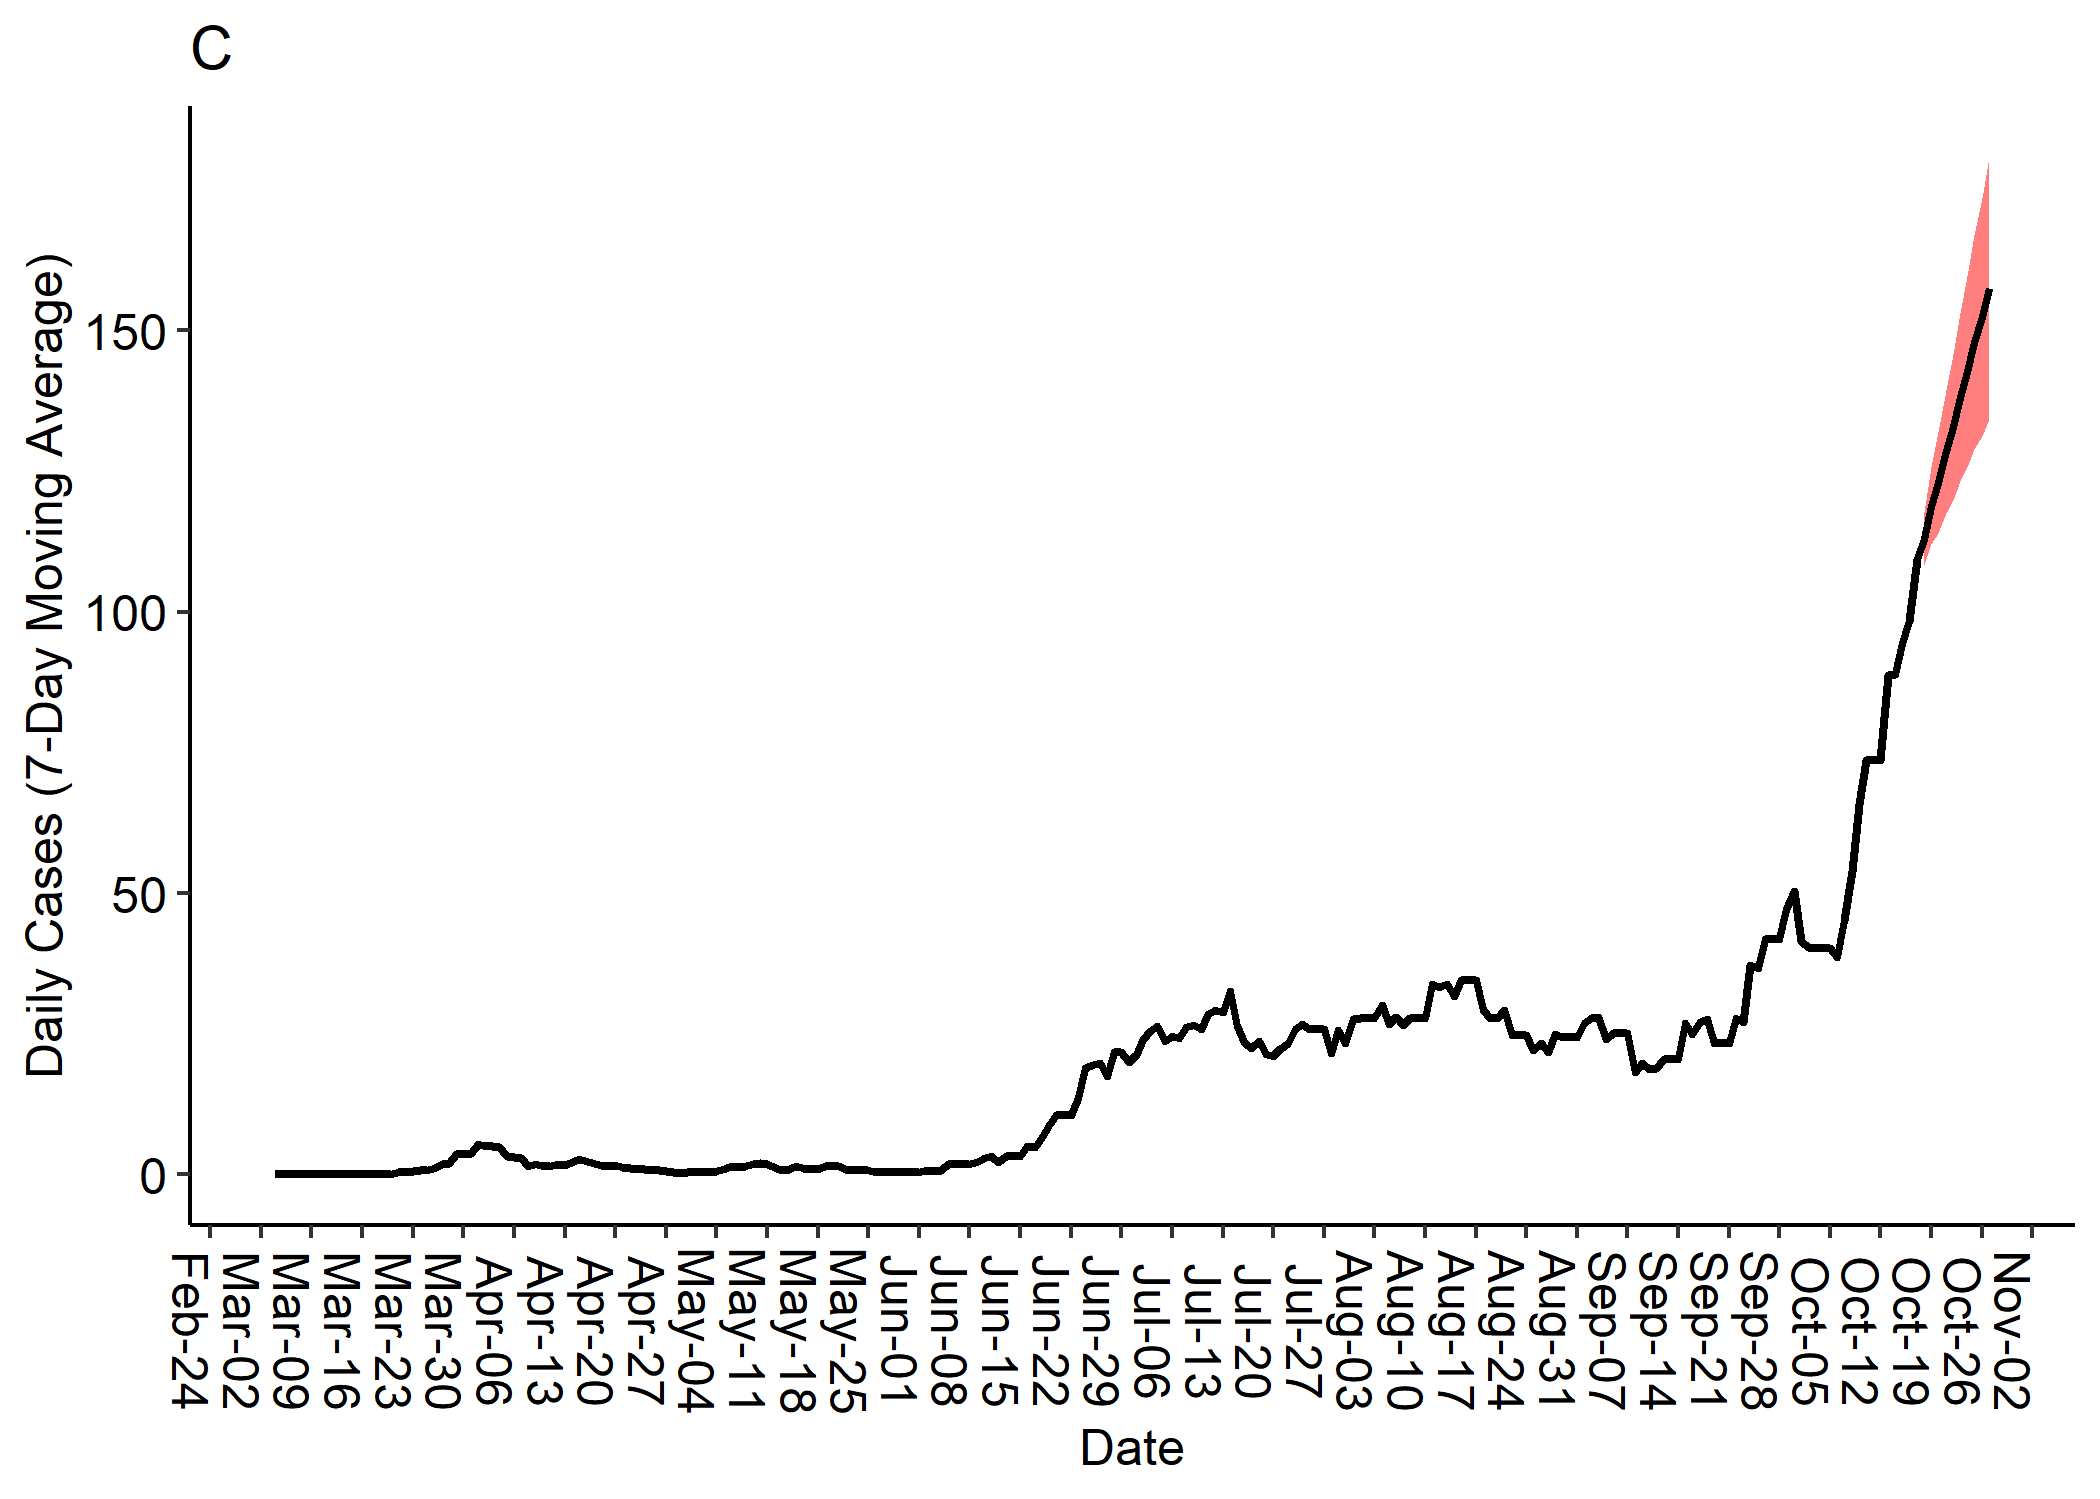 C
Daily Cases (7-Day Moving Average)
150
100
50
0
Feb-24
Mar-02
Mar-09
Mar-16
Mar-23
Mar-30
Apr-06
Apr-13
Apr-20
Apr-27
May-04
May-11
May-18
May-25
Jun-01
Jun-08
Jun-15
Jun-22
Jun-29
Jul-06
Jul-13
Jul-20
Jul-27
Aug-03
Aug-10
Aug-17
Aug-24
Aug-31
Sep-07
Sep-14
Sep-21
Sep-28
Oct-05
Oct-12
Oct-19
Oct-26
Nov-02
Date